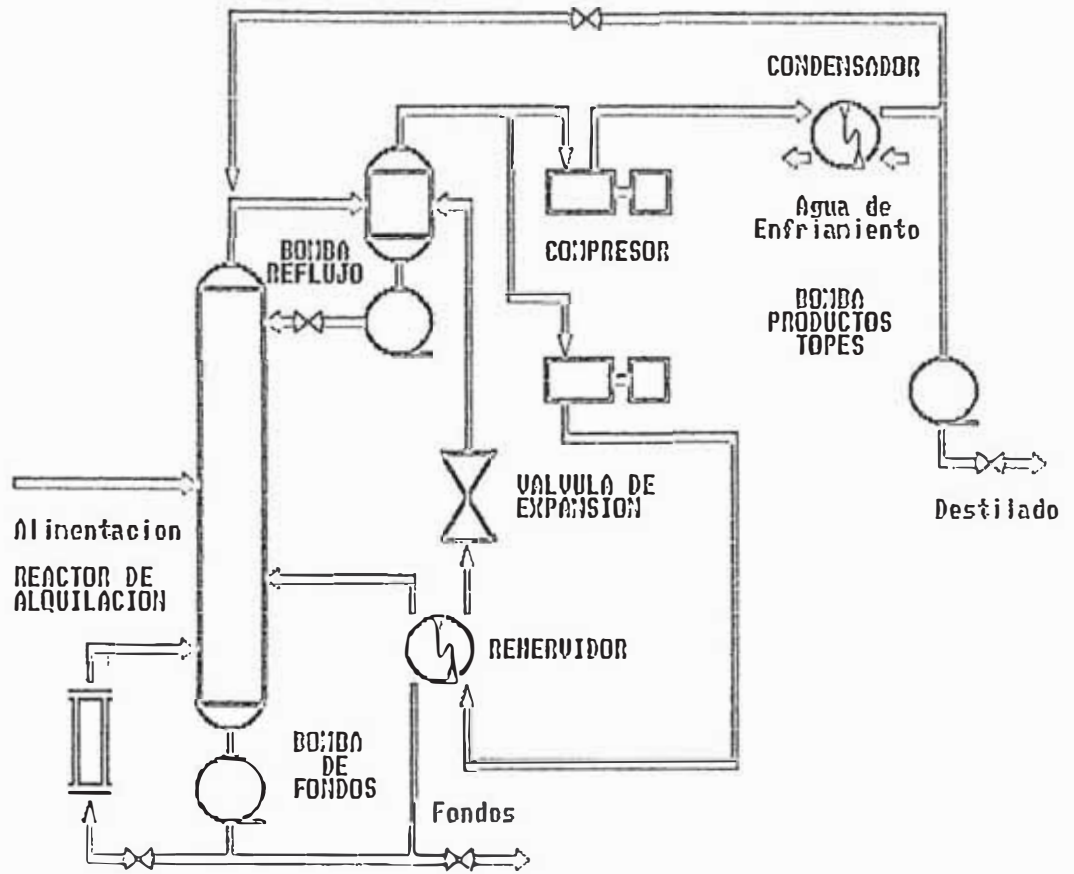 CONDENSADOR
Agua de
Enfriamiento
COMPRESOR
BOMBA
REFLUJO
BOMBA
PRODUCTOS
TOPES
VALVULA DE
EXPANSION
Destilado
Alimentacion
REACTOR DE
ALQUILACION
REHERVIDOR
BOMBA
DE
FONDOS
Fondos